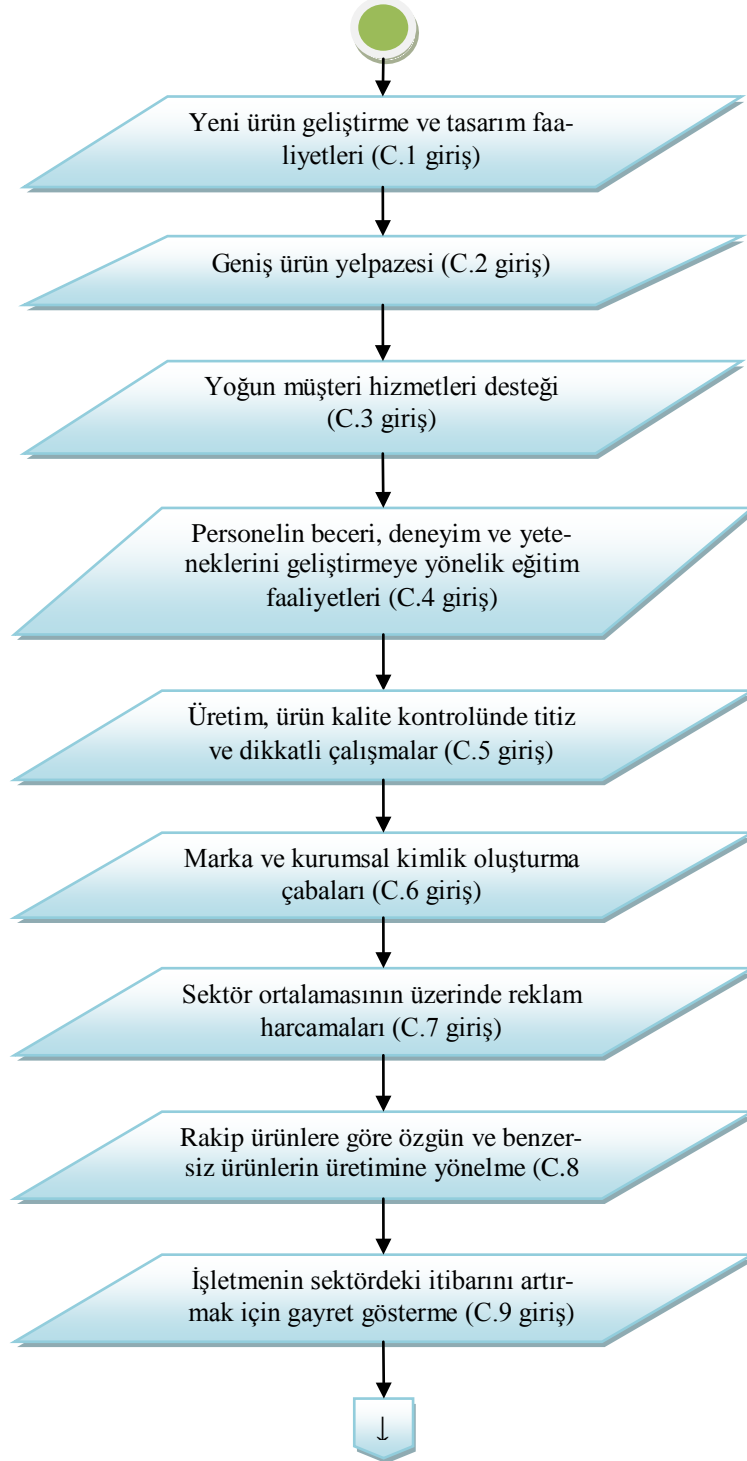 Yeni ürün geliştirme ve tasarım faa-
liyetleri (C.1 giriş)
Geniş ürün yelpazesi (C.2 giriş)
Yoğun müşteri hizmetleri desteği
(C.3 giriş)
Personelin beceri, deneyim ve yete-
neklerini geliştirmeye yönelik eğitim
faaliyetleri (C.4 giriş)
Üretim, ürün kalite kontrolünde titiz
ve dikkatli çalışmalar (C.5 giriş)
Marka ve kurumsal kimlik oluşturma
çabaları (C.6 giriş)
Sektör ortalamasının üzerinde reklam
harcamaları (C.7 giriş)
Rakip ürünlere göre özgün ve benzer-
siz ürünlerin üretimine yönelme (C.8
İşletmenin sektördeki itibarını artır-
mak için gayret gösterme (C.9 giriş)
↓